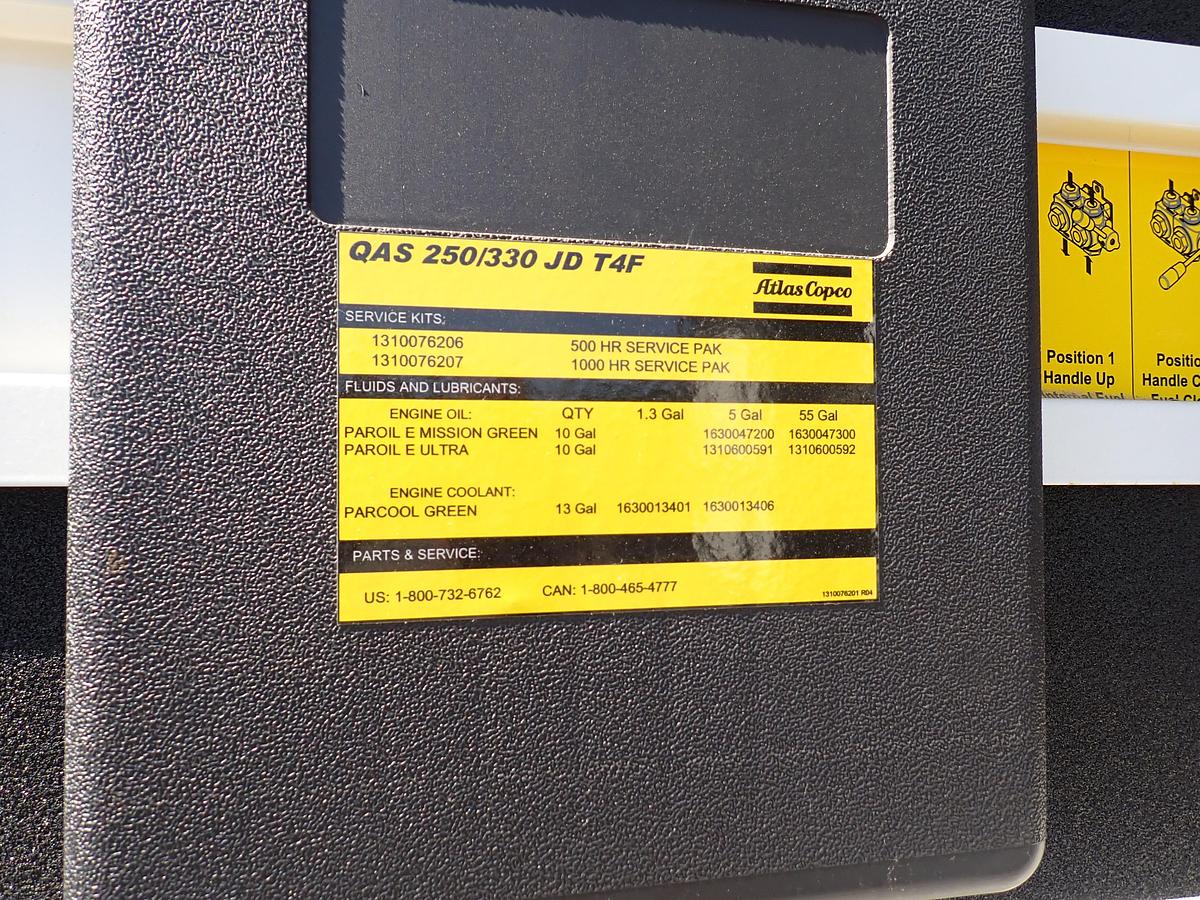 QAS 250/330 JD T4F
Atlas Copco
SERVICE KITS:
1310076206 500 HR SERVICE PAK
1310076207 1000 HR SERVICE PAK
FLUIDS AND LUBRICANTS:
ENGINE OIL: QTY 1.3 Gal 5 Gal 55 Gal
PAROIL E MISSION GREEN 10 Gal 1630047200 1630047300
PAROIL E ULTRA 10 Gal 1310600591 1310600592
ENGINE COOLANT:
PARCOOL GREEN 13 Gal 1630013401 1630013406
PARTS & SERVICE:
US: 1-800-732-6762 CAN: 1-800-465-4777
1310076201 R04
Position 1
Handle Up
Internal Fuel
Handle